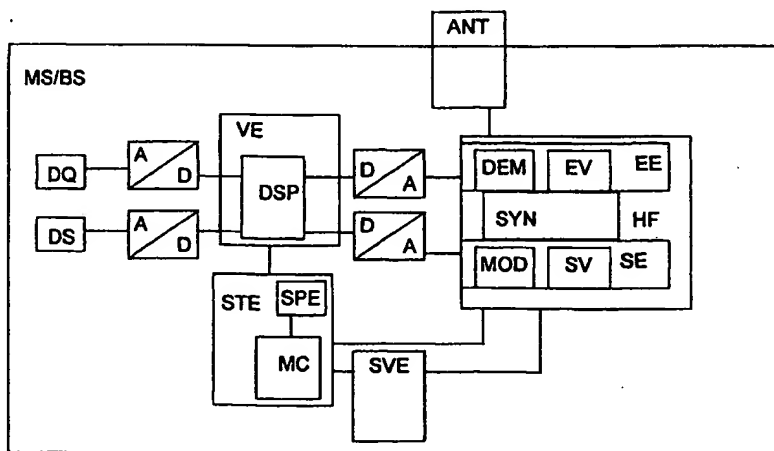 ANT
MS/BS
VE
DQ
A
D
DSP
D
A
DEM
EV
EE
SYN
HF
DS
A
D
D
A
MOD
SV
SE
STE
SPE
MC
SVE